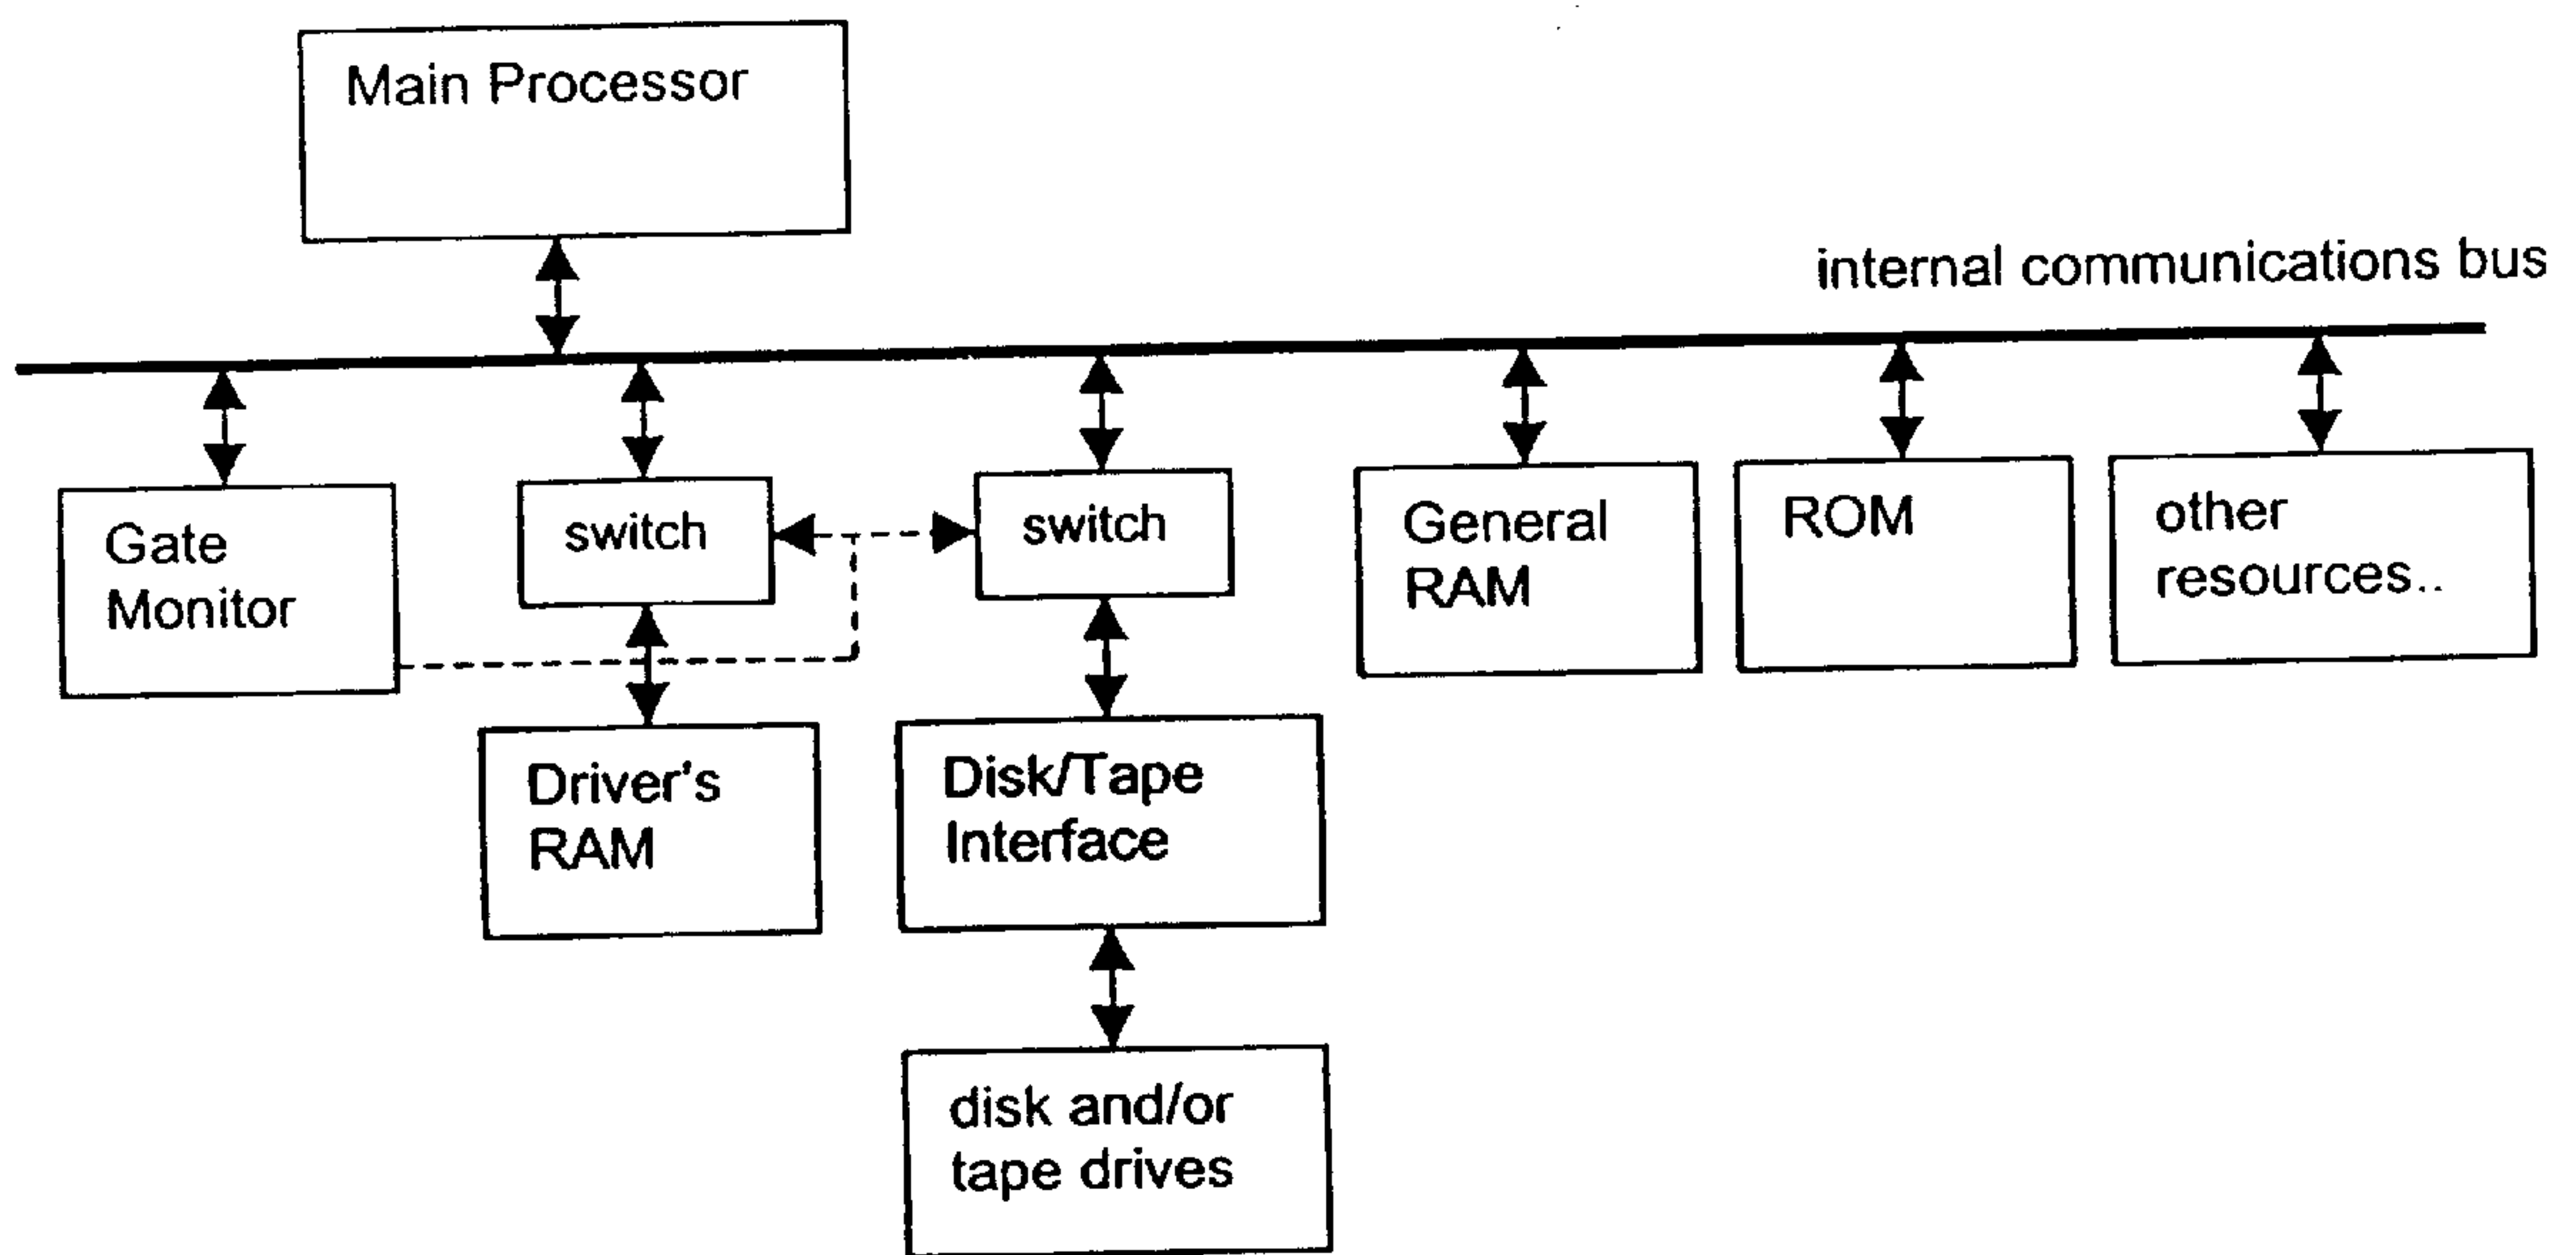 Main Processor
internal communications bus
Gate
Monitor
switch
switch
General
RAM
ROM
other
resources..
Driver's
RAM
Disk/Tape
Interface
disk and/or
tape drives